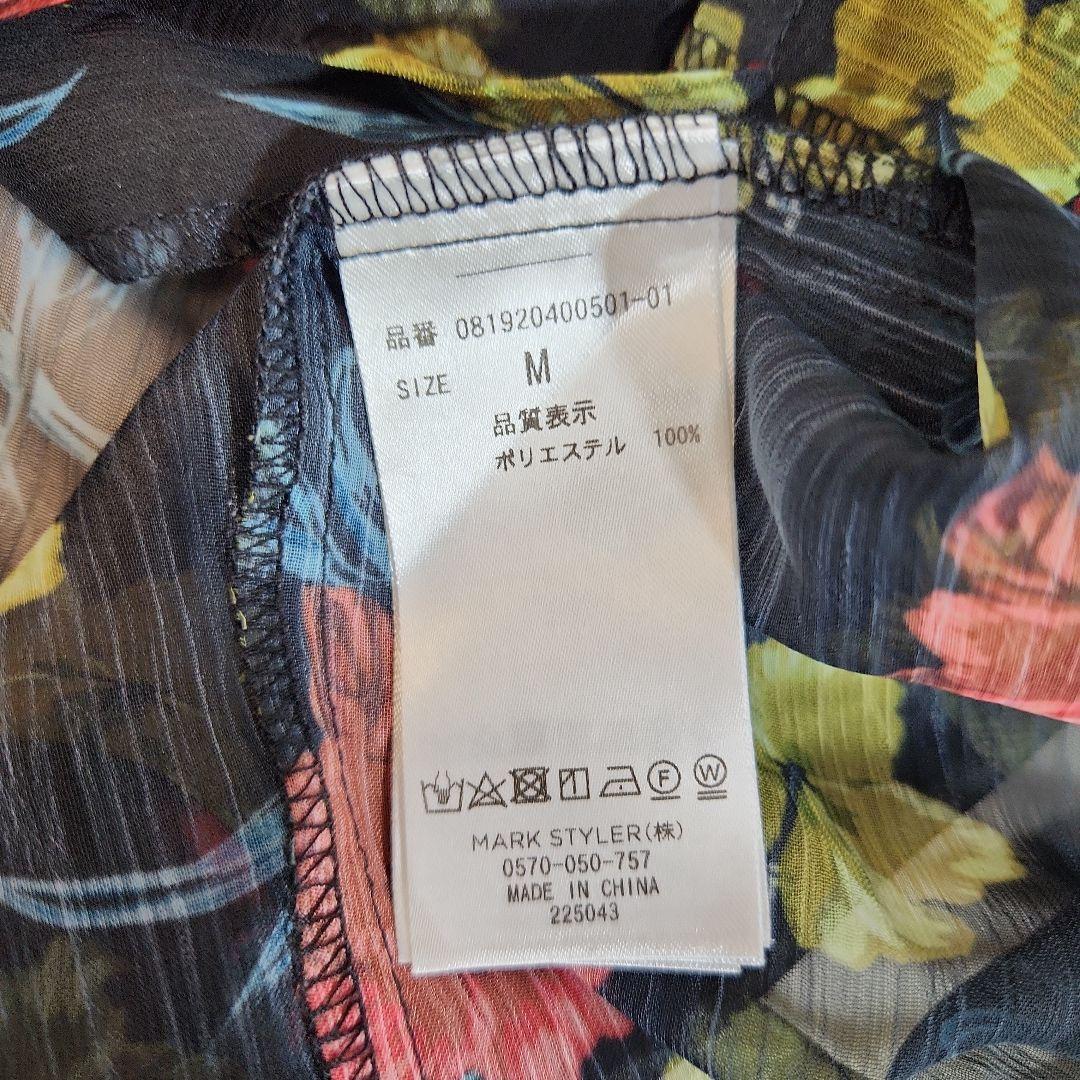 品番 081920400501-01
SIZE M
品質表示
ポリエステル 100%
F W
MARK STYLER(株)
0570-050-757
MADE IN CHINA
225043